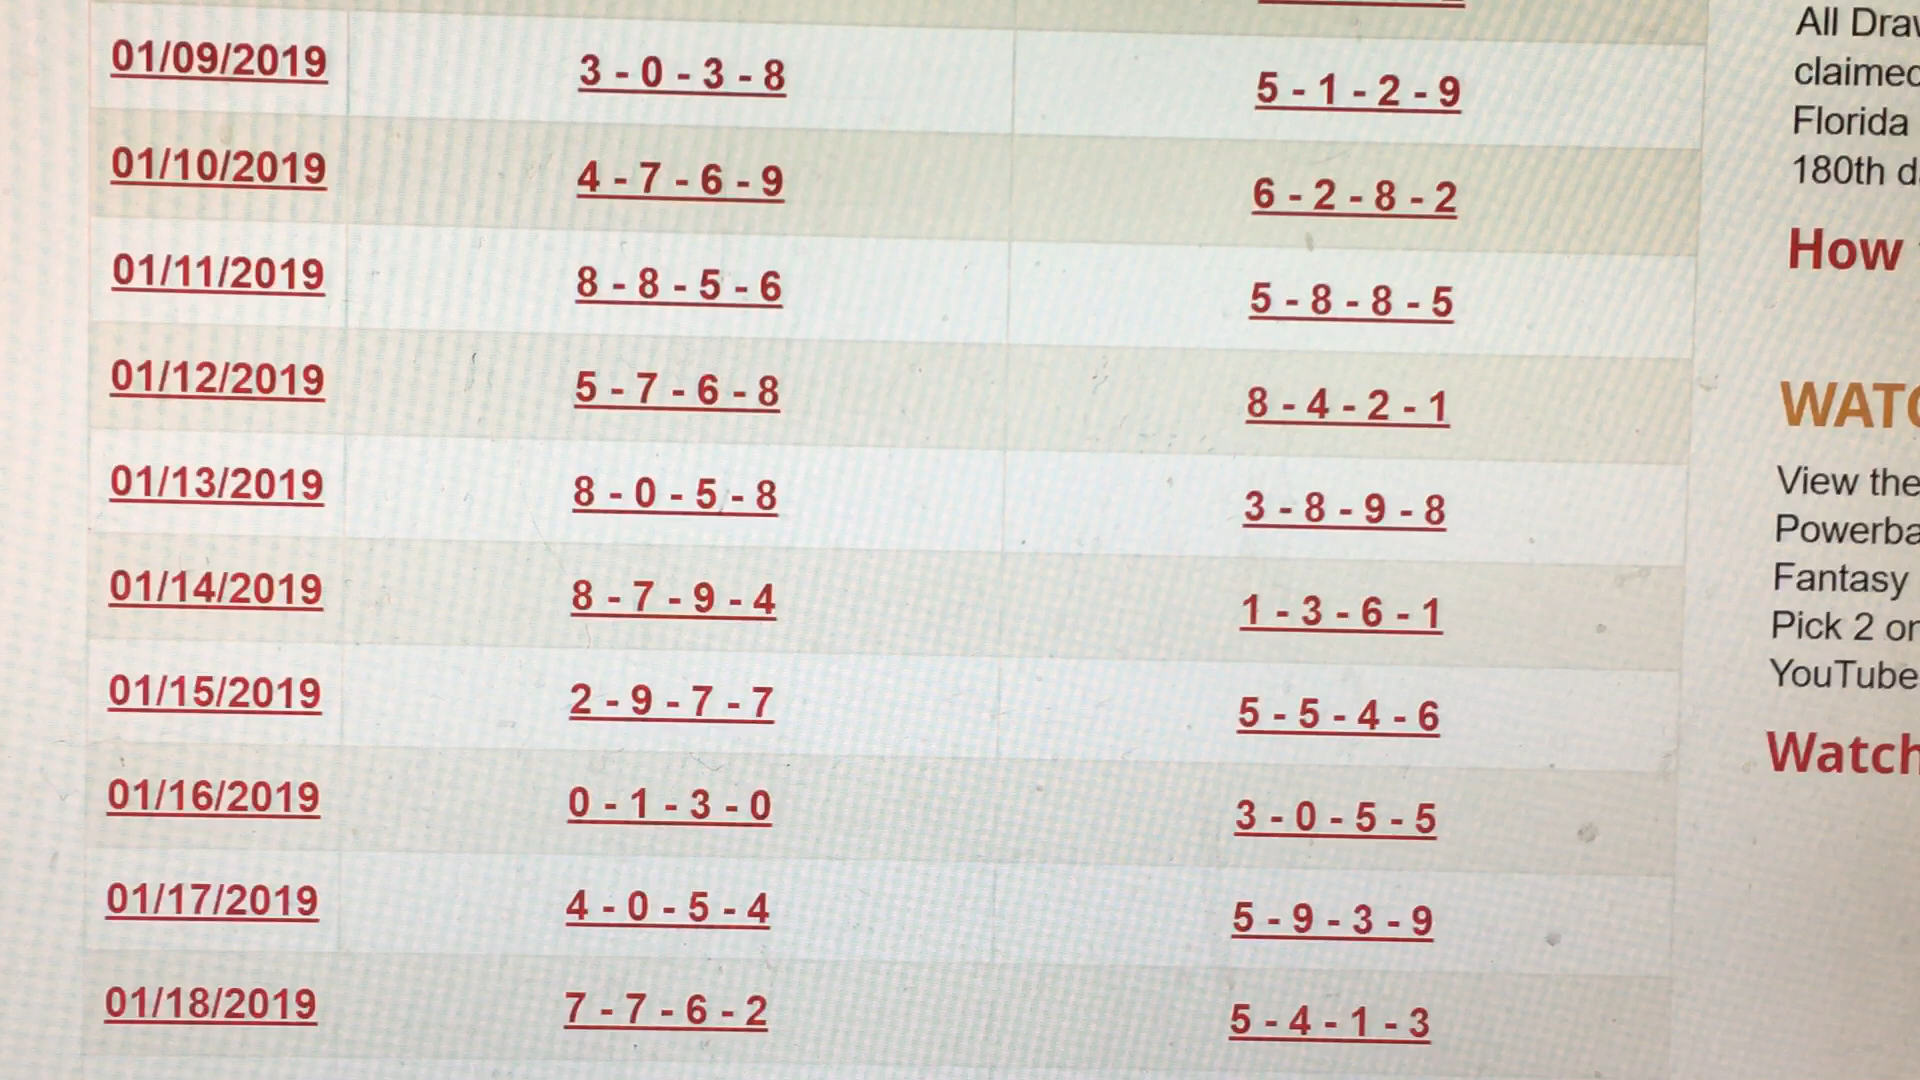 01/09/2019 3 - 0 - 3 - 8 5 - 1 - 2 - 9
01/10/2019 4 - 7 - 6 - 9 6 - 2 - 8 - 2
01/11/2019 8 - 8 - 5 - 6 5 - 8 - 8 - 5
01/12/2019 5 - 7 - 6 - 8 8 - 4 - 2 - 1
01/13/2019 8 - 0 - 5 - 8 3 - 8 - 9 - 8
01/14/2019 8 - 7 - 9 - 4 1 - 3 - 6 - 1
01/15/2019 2 - 9 - 7 - 7 5 - 5 - 4 - 6
01/16/2019 0 - 1 - 3 - 0 3 - 0 - 5 - 5
01/17/2019 4 - 0 - 5 - 4 5 - 9 - 3 - 9
01/18/2019 7 - 7 - 6 - 2 5 - 4 - 1 - 3
All
claimed
Florida
180th
How
View the
Fantasy
Pick 2
YouTube
Watch